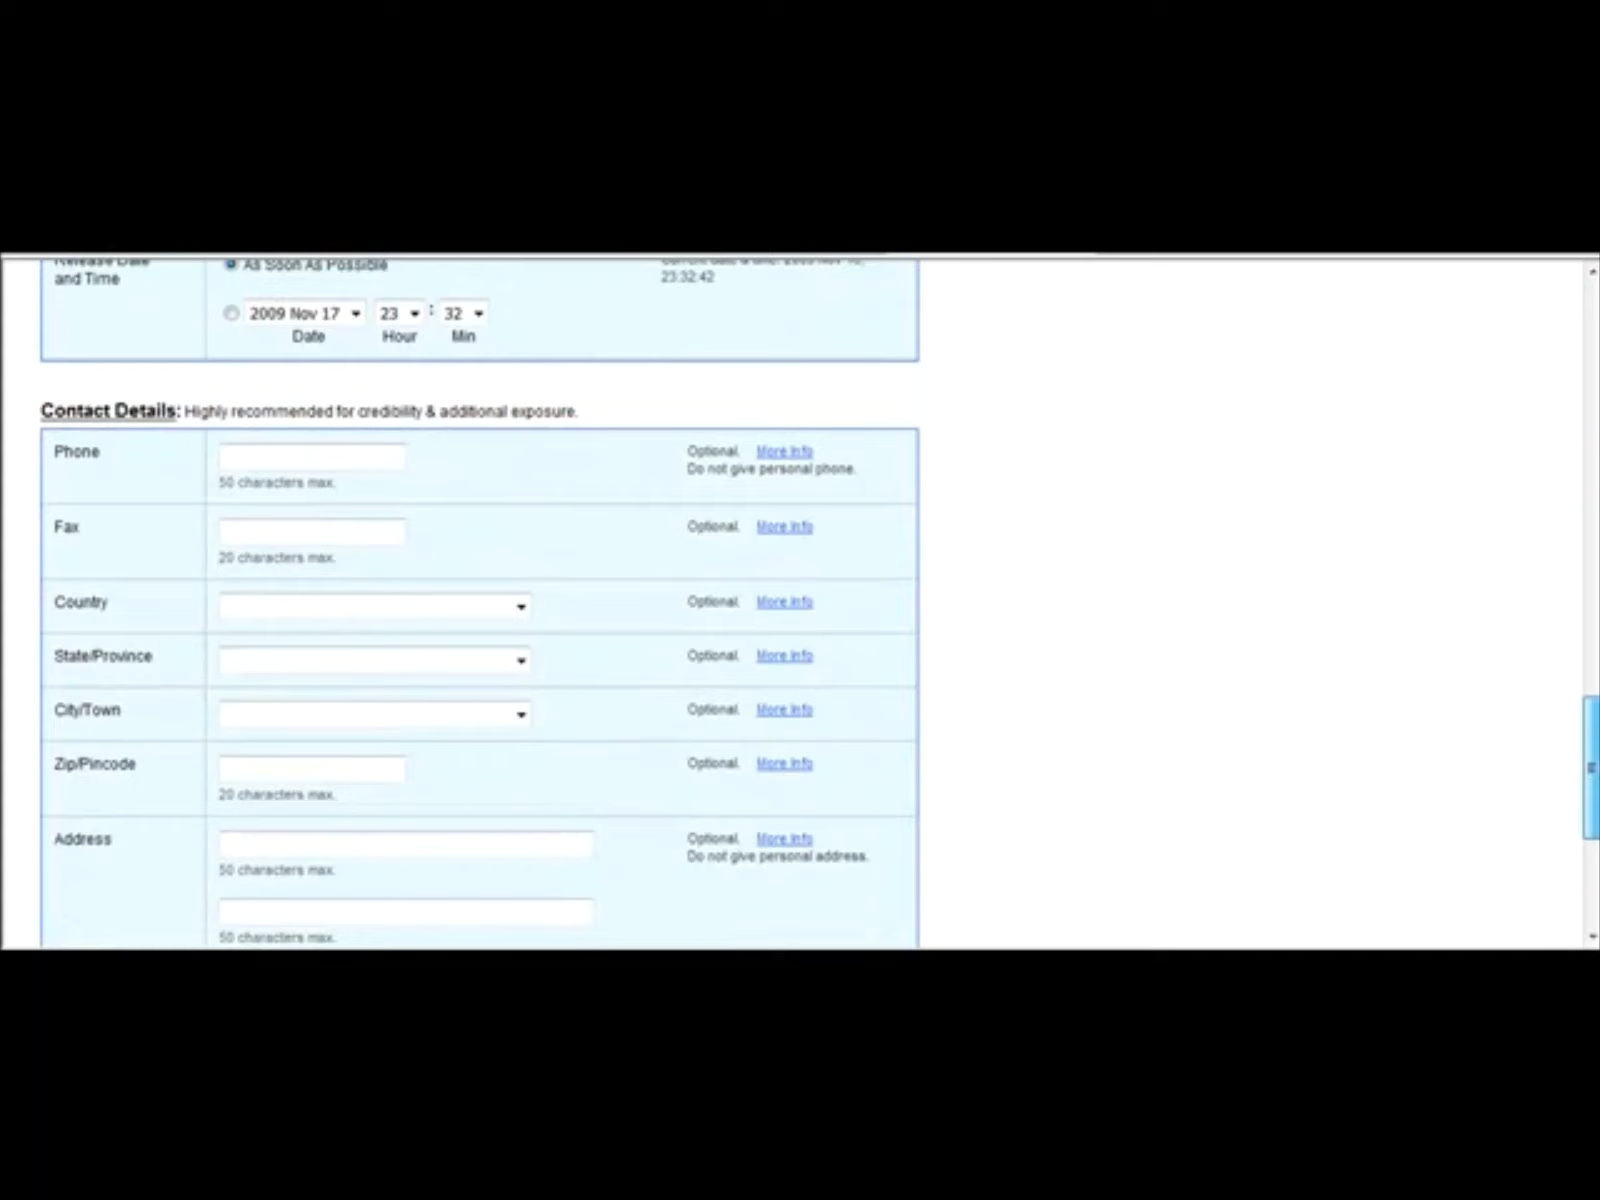 Release Date
and Time
As Soon As Possible
23:32:42
2009 Nov 17 23 : 32
Date Hour Min
Contact Details: Highly recommended for credibility & additional exposure.
Phone
Optional. More Info
Do not give personal phone.
50 characters max.
Fax
Optional. More Info
20 characters max.
Country
Optional. More Info
State/Province
Optional. More Info
City/Town
Optional. More Info
Zip/Pincode
Optional. More Info
20 characters max.
Address
Optional. More Info
Do not give personal address.
50 characters max.
50 characters max.